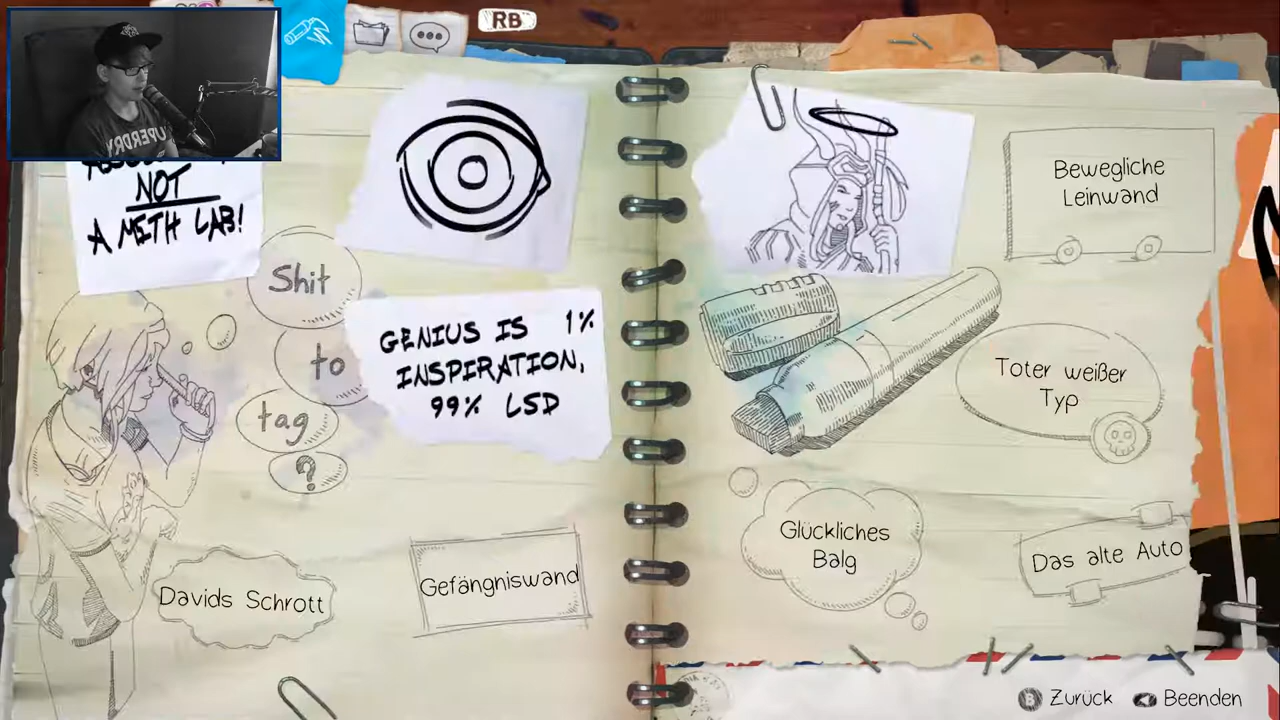 RB
NOT
A METH LAB!
Shit
to
tag
?
GENIUS IS 1%
INSPIRATION,
99% LSD
Davids Schrott
Gefängniswand
Bewegliche
Leinwand
Toter weißer
Typ
Glückliches
Balg
Das alte Auto
B Zurück
Beenden